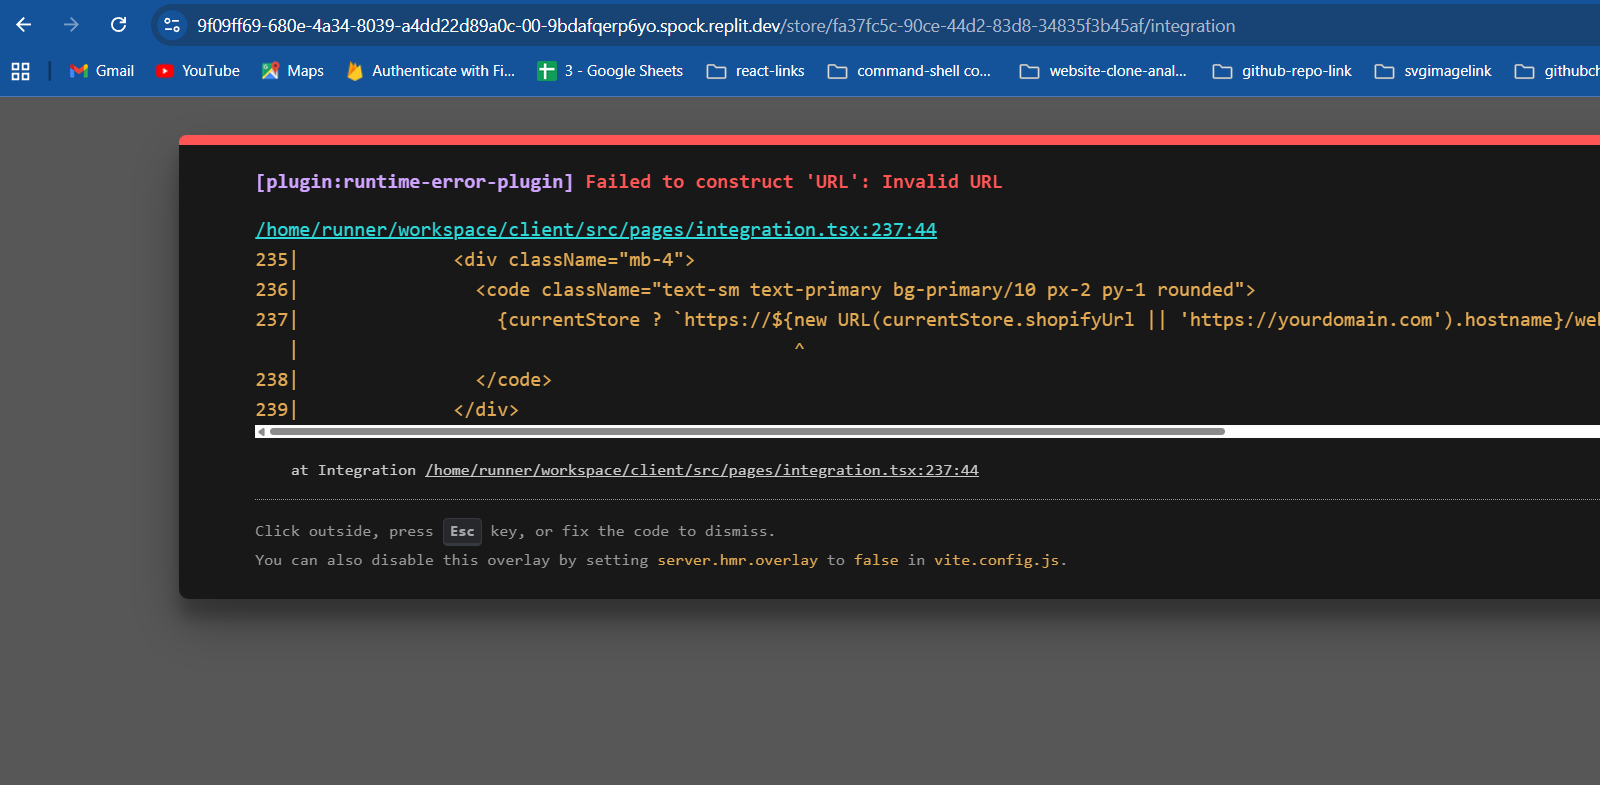 9f09ff69-680e-4a34-8039-a4dd22d89a0c-00-9bdafqerp6yo.spock.replit.dev/store/fa37fc5c-90ce-44d2-83d8-34835f3b45af/integration
Gmail YouTube Maps Authenticate with Fi... 3 - Google Sheets react-links command-shell co... website-clone-anal... github-repo-link svgimagelink githubch
[plugin:runtime-error-plugin] Failed to construct 'URL': Invalid URL
/home/runner/workspace/client/src/pages/integration.tsx:237:44
235|               <div className="mb-4">
236|                 <code className="text-sm text-primary bg-primary/10 px-2 py-1 rounded">
237|                   {currentStore ? `https://${new URL(currentStore.shopifyUrl || 'https://yourdomain.com').hostname}/we
   |                                              ^
238|                 </code>
239|               </div>
at Integration /home/runner/workspace/client/src/pages/integration.tsx:237:44
Click outside, press Esc key, or fix the code to dismiss.
You can also disable this overlay by setting server.hmr.overlay to false in vite.config.js.